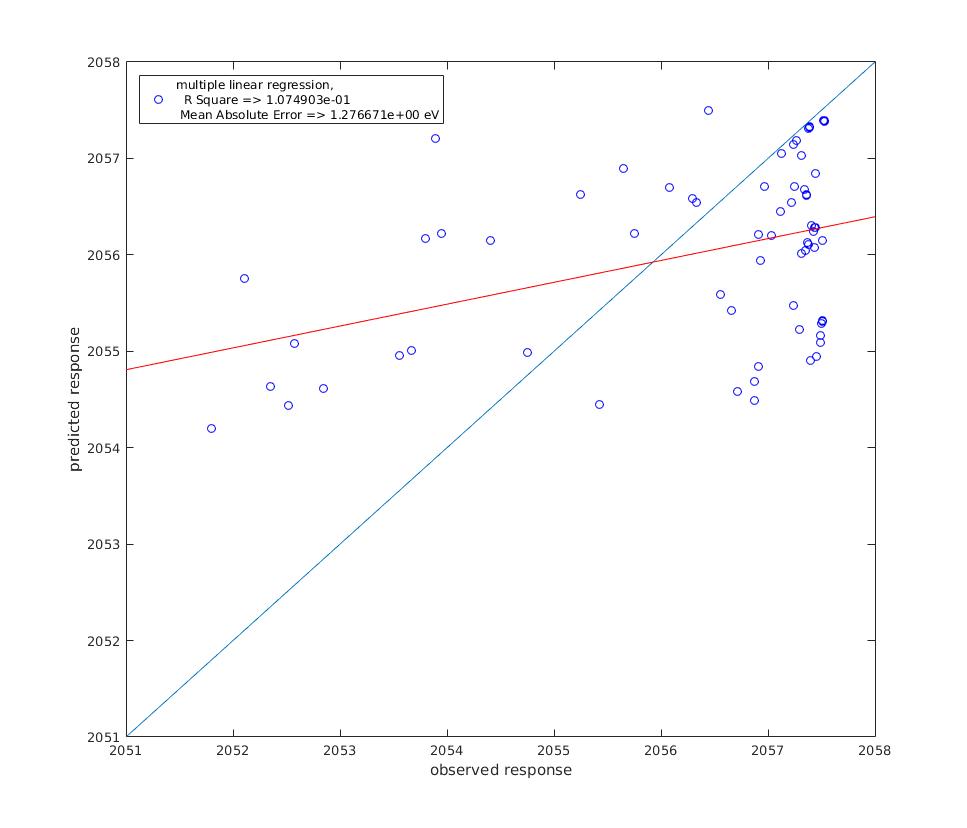 2058
multiple linear regression,
R Square => 1.074903e-01
Mean Absolute Error => 1.276671e+00 eV
2057
2056
2055
2054
2053
2052
2051
predicted response
2051 2052 2053 2054 2055 2056 2057 2058
observed response